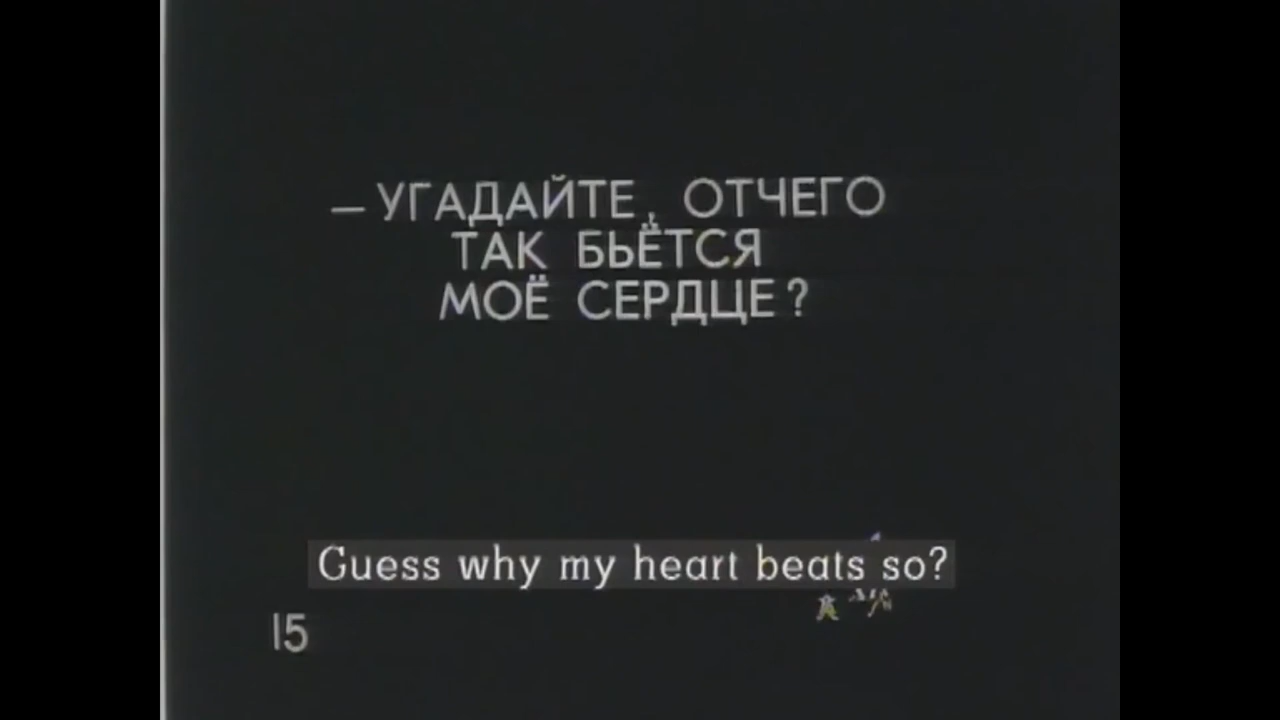 — УГАДАЙТЕ, ОТЧЕГО
ТАК БЬЁТСЯ
МОЁ СЕРДЦЕ?
Guess why my heart beats so?
15